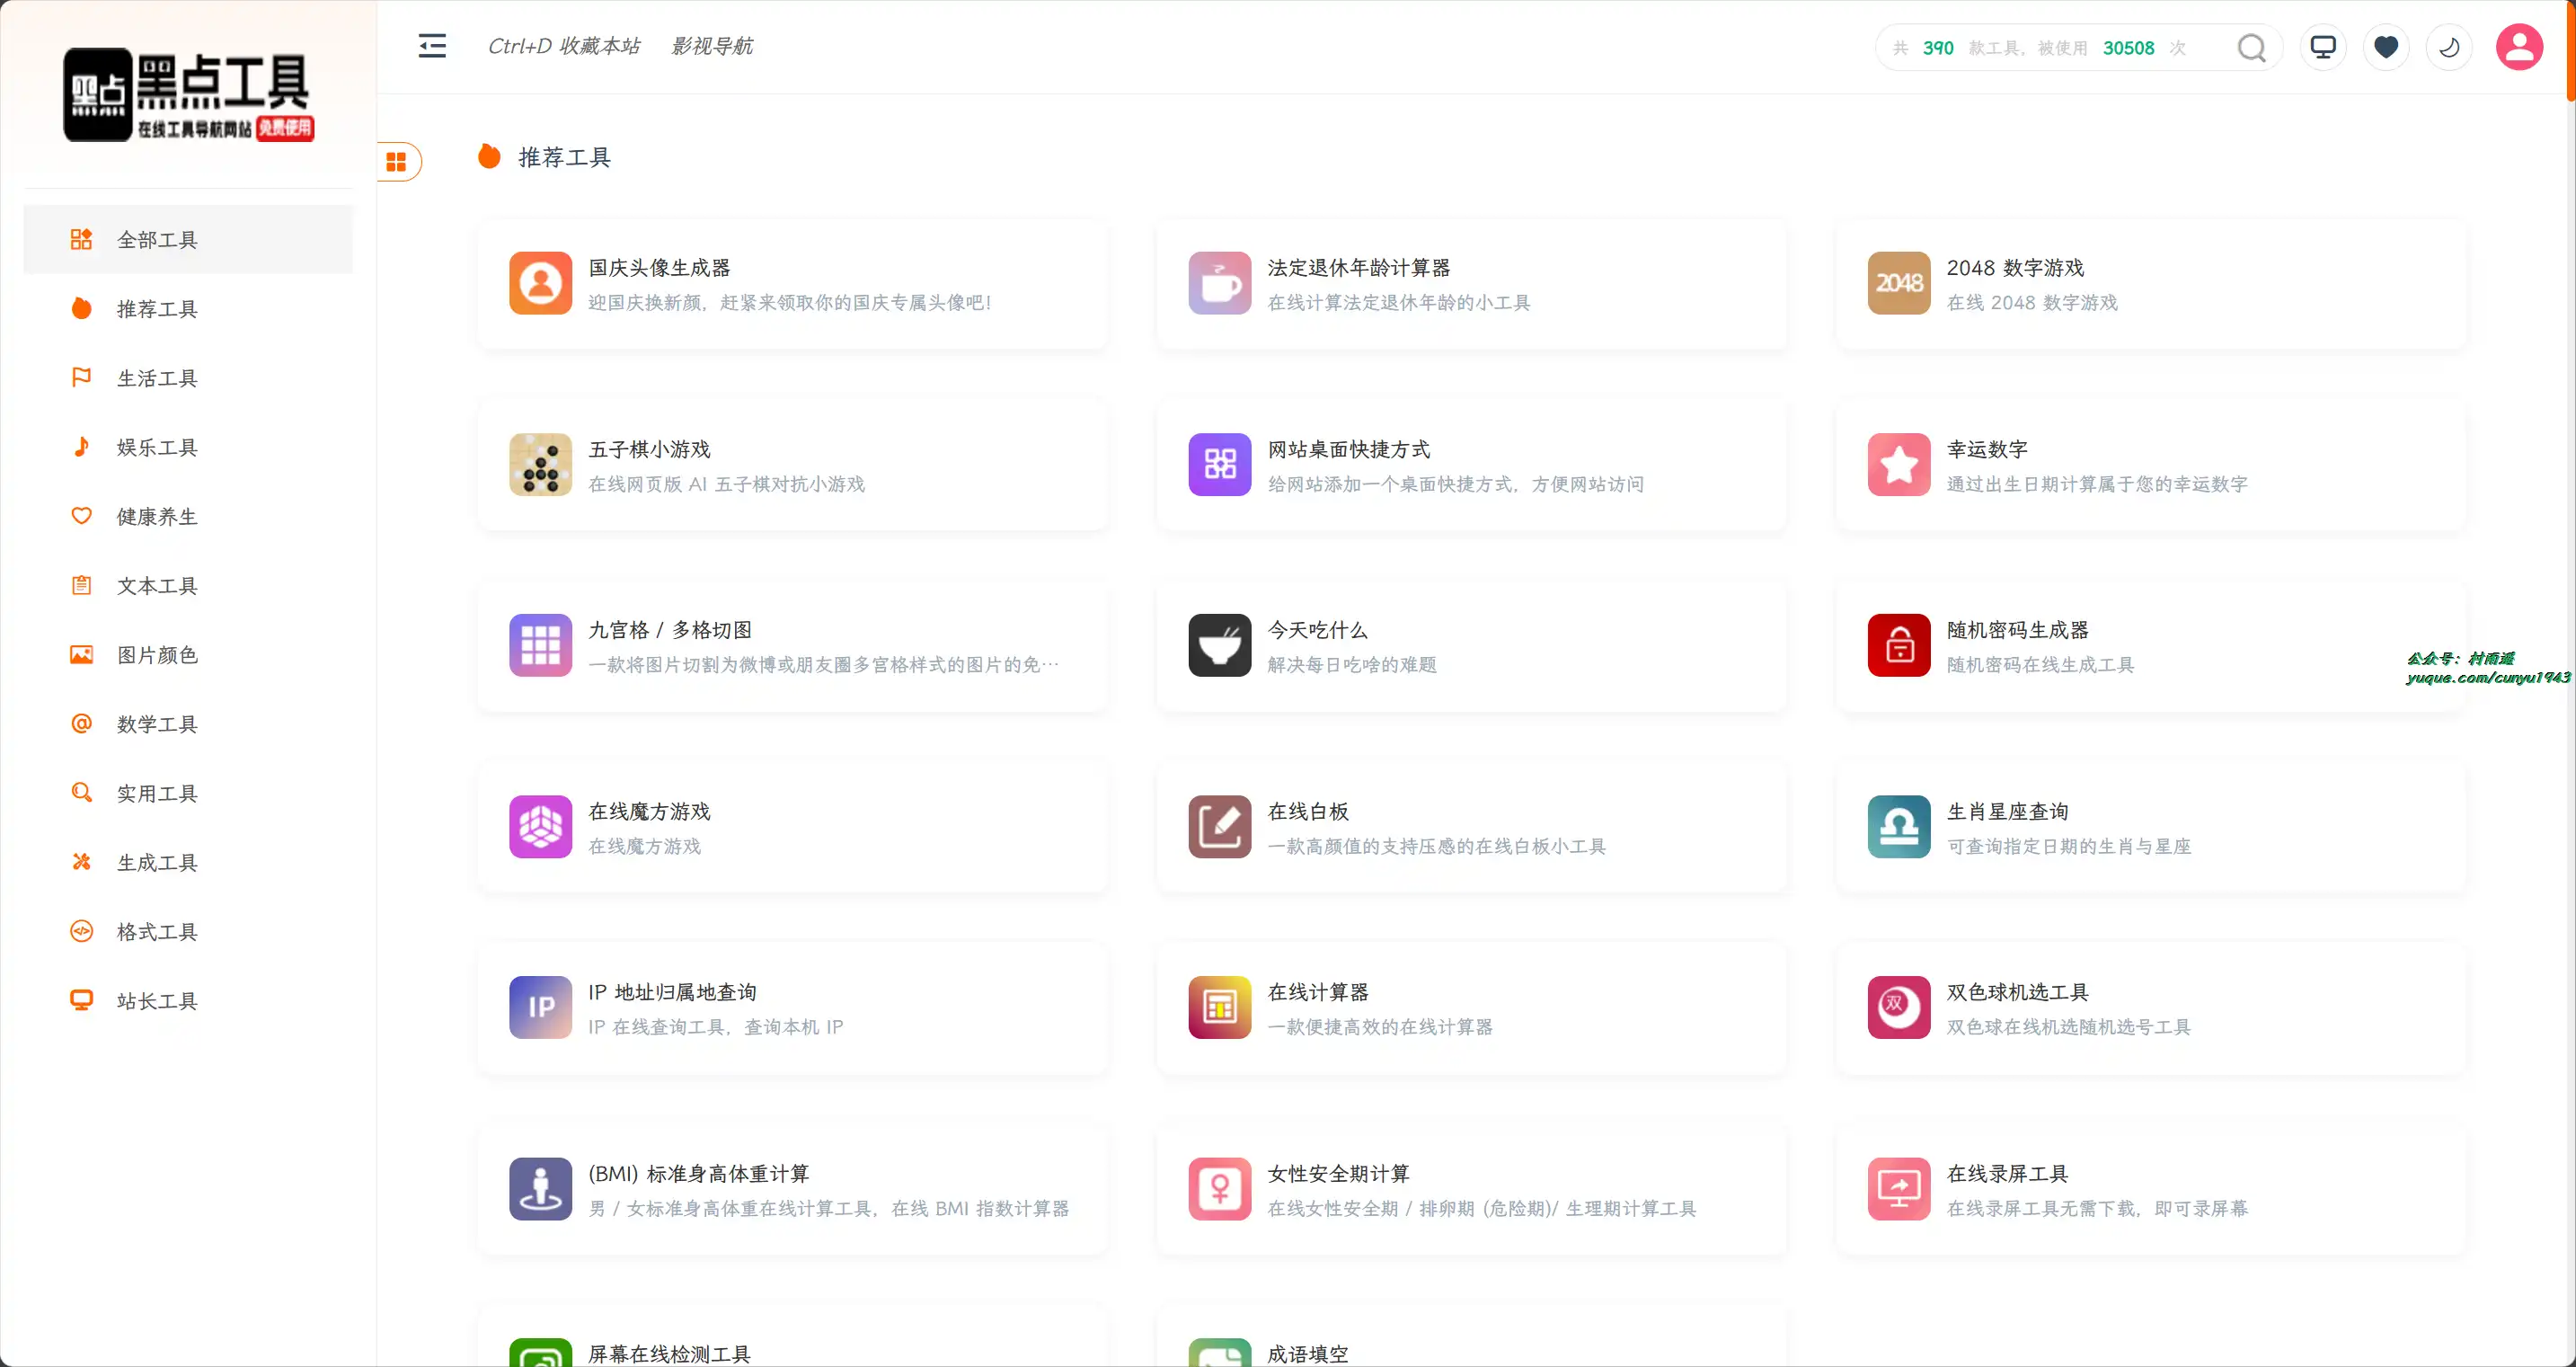 黑点
黑点工具
在线工具导航网站 免费使用
Ctrl+D 收藏本站 影视导航
共 390 款工具，被使用 30508 次
全部工具
推荐工具
生活工具
娱乐工具
健康养生
文本工具
图片颜色
数学工具
实用工具
生成工具
格式工具
站长工具
推荐工具
国庆头像生成器
迎国庆换新颜，赶紧来领取你的国庆专属头像吧！
法定退休年龄计算器
在线计算法定退休年龄的小工具
2048
2048 数字游戏
在线 2048 数字游戏
五子棋小游戏
在线网页版 AI 五子棋对抗小游戏
网站桌面快捷方式
给网站添加一个桌面快捷方式，方便网站访问
幸运数字
通过出生日期计算属于您的幸运数字
九宫格 / 多格切图
一款将图片切割为微博或朋友圈多宫格样式的图片的免…
今天吃什么
解决每日吃啥的难题
随机密码生成器
随机密码在线生成工具
公众号：村雨遥
yuque.com/cunyu1943
在线魔方游戏
在线魔方游戏
在线白板
一款高颜值的支持压感的在线白板小工具
生肖星座查询
可查询指定日期的生肖与星座
IP
IP 地址归属地查询
IP 在线查询工具，查询本机 IP
在线计算器
一款便捷高效的在线计算器
双
双色球机选工具
双色球在线机选随机选号工具
(BMI) 标准身高体重计算
男 / 女标准身高体重在线计算工具，在线 BMI 指数计算器
女性安全期计算
在线女性安全期 / 排卵期 (危险期)/ 生理期计算工具
在线录屏工具
在线录屏工具无需下载，即可录屏幕
屏幕在线检测工具
成语填空